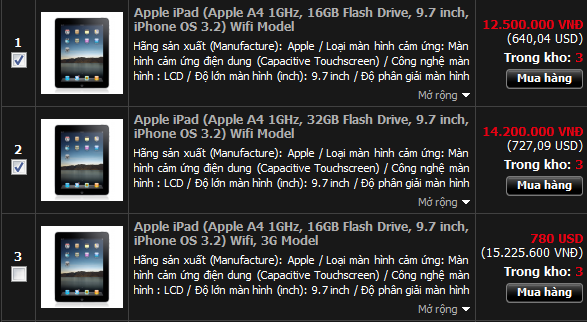 1
Apple iPad (Apple A4 1GHz, 16GB Flash Drive, 9.7 inch,
iPhone OS 3.2) Wifi Model
Hãng sản xuất (Manufacture): Apple / Loại màn hình cảm ứng: Màn
hình cảm ứng điện dung (Capacitive Touchscreen) / Công nghệ màn
hình : LCD / Độ lớn màn hình (inch): 9.7 inch / Độ phân giải màn hình
Mở rộng
12.500.000 VNĐ
(640,04 USD)
Trong kho: 3
Mua hàng
2
Apple iPad (Apple A4 1GHz, 32GB Flash Drive, 9.7 inch,
iPhone OS 3.2) Wifi Model
Hãng sản xuất (Manufacture): Apple / Loại màn hình cảm ứng: Màn
hình cảm ứng điện dung (Capacitive Touchscreen) / Công nghệ màn
hình : LCD / Độ lớn màn hình (inch): 9.7 inch / Độ phân giải màn hình
Mở rộng
14.200.000 VNĐ
(727,09 USD)
Trong kho: 3
Mua hàng
3
Apple iPad (Apple A4 1GHz, 16GB Flash Drive, 9.7 inch,
iPhone OS 3.2) Wifi, 3G Model
Hãng sản xuất (Manufacture): Apple / Loại màn hình cảm ứng: Màn
hình cảm ứng điện dung (Capacitive Touchscreen) / Công nghệ màn
hình : LCD / Độ lớn màn hình (inch): 9.7 inch / Độ phân giải màn hình
Mở rộng
780 USD
(15.225.600 VNĐ)
Trong kho: 3
Mua hàng